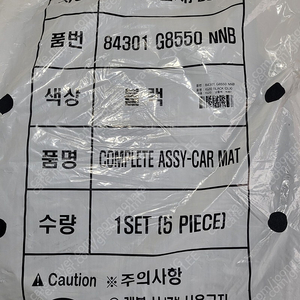 품번 84301 G8550 NNB
색상 블랙
품명 COMPLETE ASSY-CAR MAT
수량 1SET (5 PIECE)
⚠ Caution ※ 주의사항